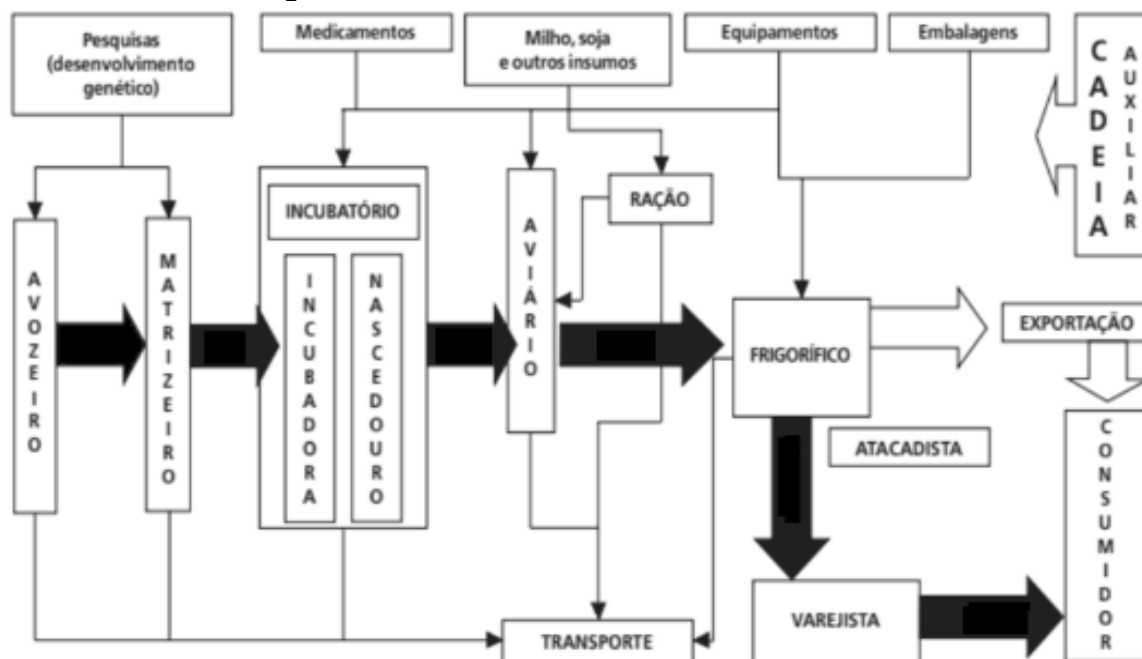 Pesquisas
(desenvolvimento
genético)
Medicamentos
Milho, soja
e outros insumos
Equipamentos
Embalagens
CADEIA
AUXILIAR
INCUBATÓRIO
RAÇÃO
AVOZEIRO
MATRIZEIRO
INCUBADORA
NASCEDOURO
AVIÁRIO
FRIGORÍFICO
EXPORTAÇÃO
ATACADISTA
CONSUMIDOR
TRANSPORTE
VAREJISTA